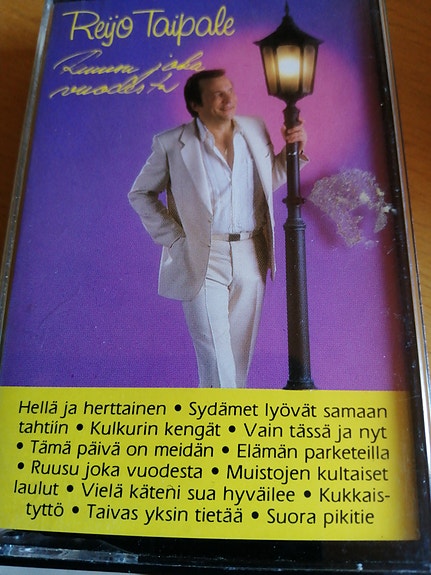 Reijo Taipale
Ruusu joka
vuodesta
Hellä ja herttainen • Sydämet lyövät samaan
tahtiin • Kulkurin kengät • Vain tässä ja nyt
• Tämä päivä on meidän • Elämän parketeilla
• Ruusu joka vuodesta • Muistojen kultaiset
laulut • Vielä käteni sua hyväilee • Kukkais-
tyttö • Taivas yksin tietää • Suora pikitie